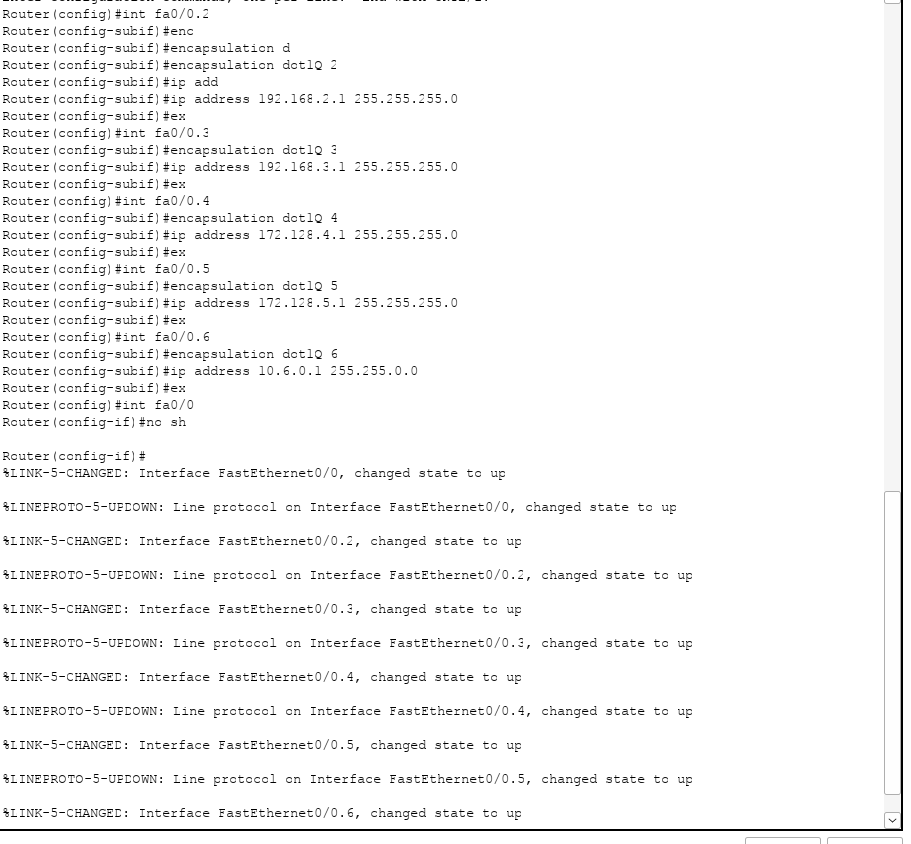 Router(config)#int fa0/0.2
Router(config-subif)#enc
Router(config-subif)#encapsulation d
Router(config-subif)#encapsulation dot1Q 2
Router(config-subif)#ip add
Router(config-subif)#ip address 192.168.2.1 255.255.255.0
Router(config-subif)#ex
Router(config)#int fa0/0.3
Router(config-subif)#encapsulation dot1Q 3
Router(config-subif)#ip address 192.168.3.1 255.255.255.0
Router(config-subif)#ex
Router(config)#int fa0/0.4
Router(config-subif)#encapsulation dot1Q 4
Router(config-subif)#ip address 172.128.4.1 255.255.255.0
Router(config-subif)#ex
Router(config)#int fa0/0.5
Router(config-subif)#encapsulation dot1Q 5
Router(config-subif)#ip address 172.128.5.1 255.255.255.0
Router(config-subif)#ex
Router(config)#int fa0/0.6
Router(config-subif)#encapsulation dot1Q 6
Router(config-subif)#ip address 10.6.0.1 255.255.0.0
Router(config-subif)#ex
Router(config)#int fa0/0
Router(config-if)#no sh
Router(config-if)#
%LINK-5-CHANGED: Interface FastEthernet0/0, changed state to up
%LINEPROTO-5-UPDOWN: Line protocol on Interface FastEthernet0/0, changed state to up
%LINK-5-CHANGED: Interface FastEthernet0/0.2, changed state to up
%LINEPROTO-5-UPDOWN: Line protocol on Interface FastEthernet0/0.2, changed state to up
%LINK-5-CHANGED: Interface FastEthernet0/0.3, changed state to up
%LINEPROTO-5-UPDOWN: Line protocol on Interface FastEthernet0/0.3, changed state to up
%LINK-5-CHANGED: Interface FastEthernet0/0.4, changed state to up
%LINEPROTO-5-UPDOWN: Line protocol on Interface FastEthernet0/0.4, changed state to up
%LINK-5-CHANGED: Interface FastEthernet0/0.5, changed state to up
%LINEPROTO-5-UPDOWN: Line protocol on Interface FastEthernet0/0.5, changed state to up
%LINK-5-CHANGED: Interface FastEthernet0/0.6, changed state to up